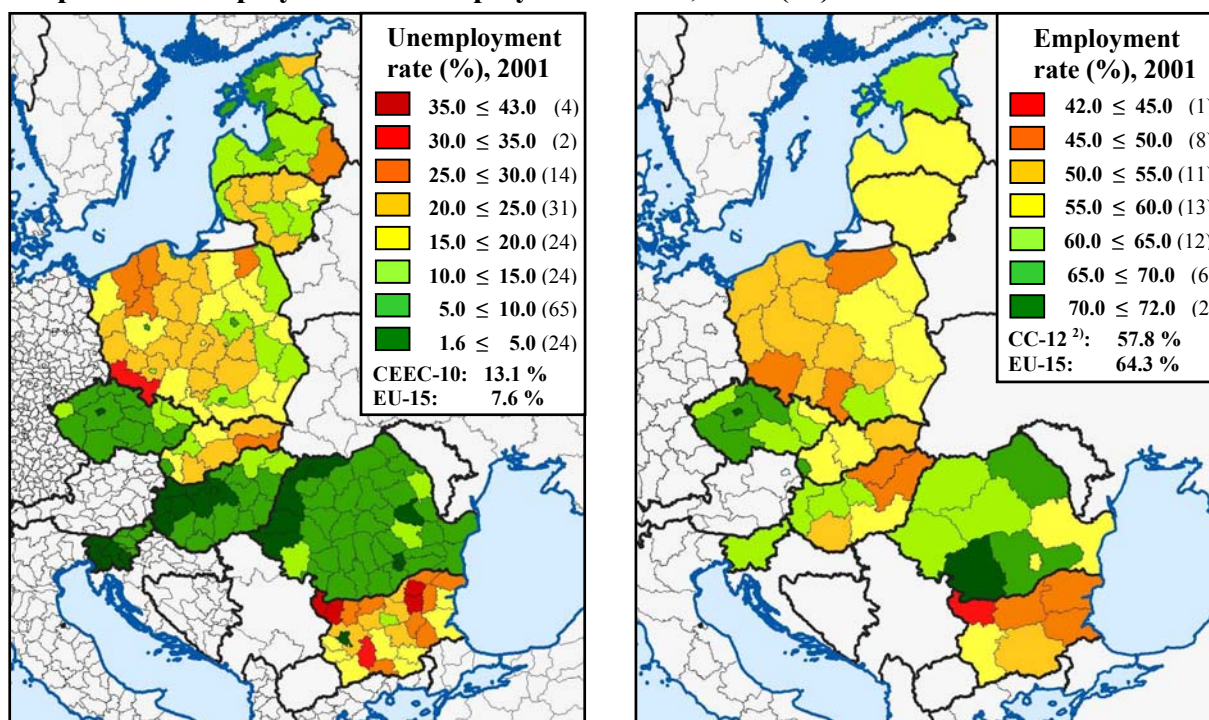 Unemployment
rate (%), 2001
35.0 ≤ 43.0 (4)
30.0 ≤ 35.0 (2)
25.0 ≤ 30.0 (14)
20.0 ≤ 25.0 (31)
15.0 ≤ 20.0 (24)
10.0 ≤ 15.0 (24)
5.0 ≤ 10.0 (65)
1.6 ≤ 5.0 (24)
CEEC-10: 13.1 %
EU-15: 7.6 %
Employment
rate (%), 2001
42.0 ≤ 45.0 (1
45.0 ≤ 50.0 (8
50.0 ≤ 55.0 (11
55.0 ≤ 60.0 (13
60.0 ≤ 65.0 (12
65.0 ≤ 70.0 (6
70.0 ≤ 72.0 (2
CC-12 2): 57.8 %
EU-15: 64.3 %